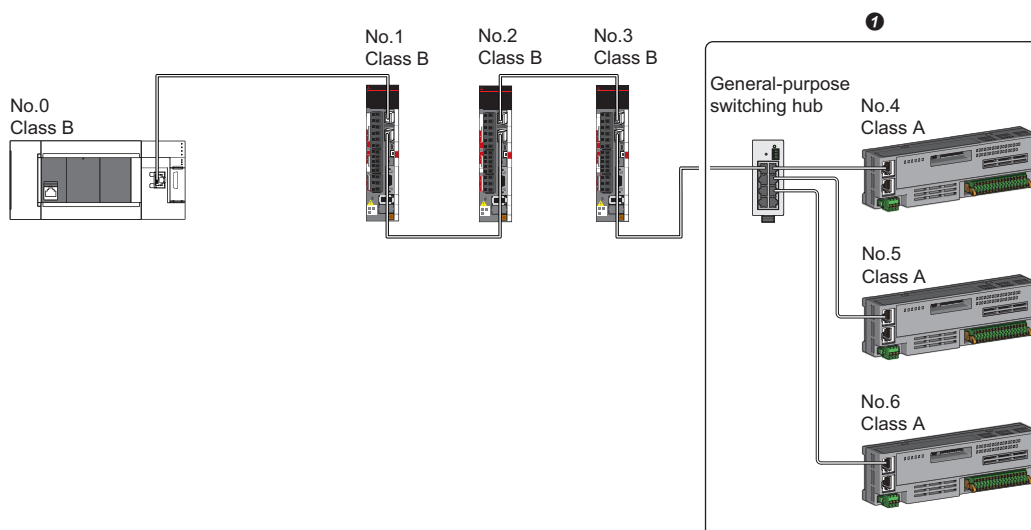 ❶
No.1
Class B
No.2
Class B
No.3
Class B
General-purpose
switching hub
No.0
Class B
No.4
Class A
No.5
Class A
No.6
Class A